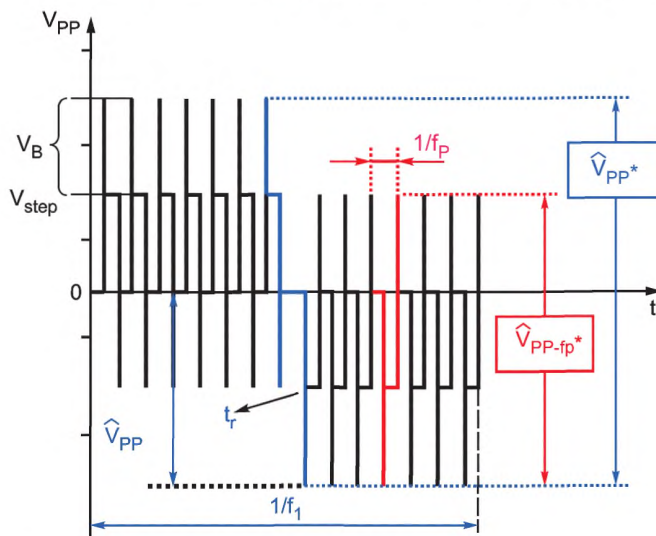 V_PP
1/f_P
V̂_PP*
V_B
V_step
0
t
V̂_PP-fp*
t_r
V̂_PP
1/f_1